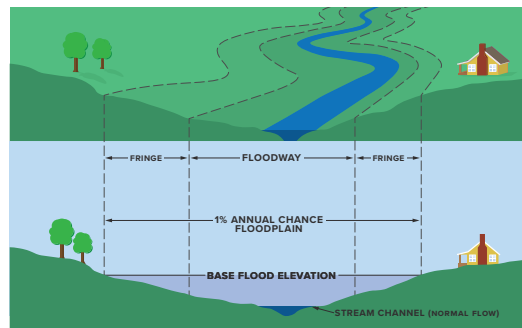 FRINGE
FLOODWAY
FRINGE
1% ANNUAL CHANCE
FLOODPLAIN
BASE FLOOD ELEVATION
STREAM CHANNEL (NORMAL FLOW)